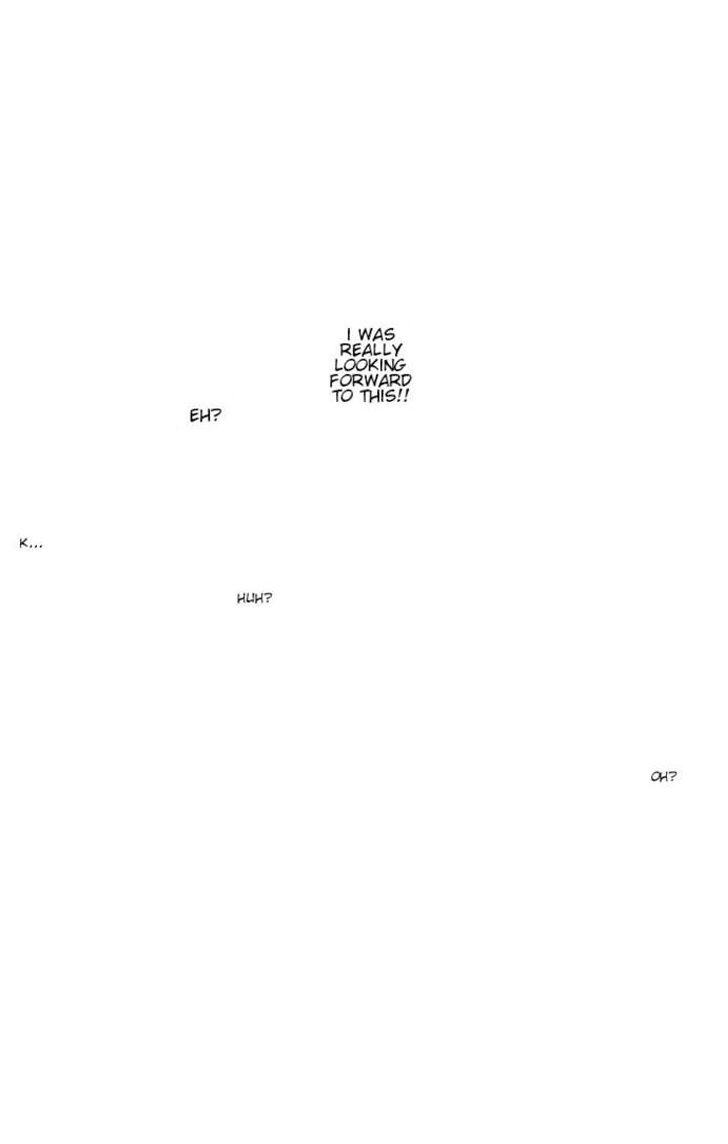 I WAS
REALLY
LOOKING
FORWARD
TO THIS!!
EH?
K...
HUH?
OH?